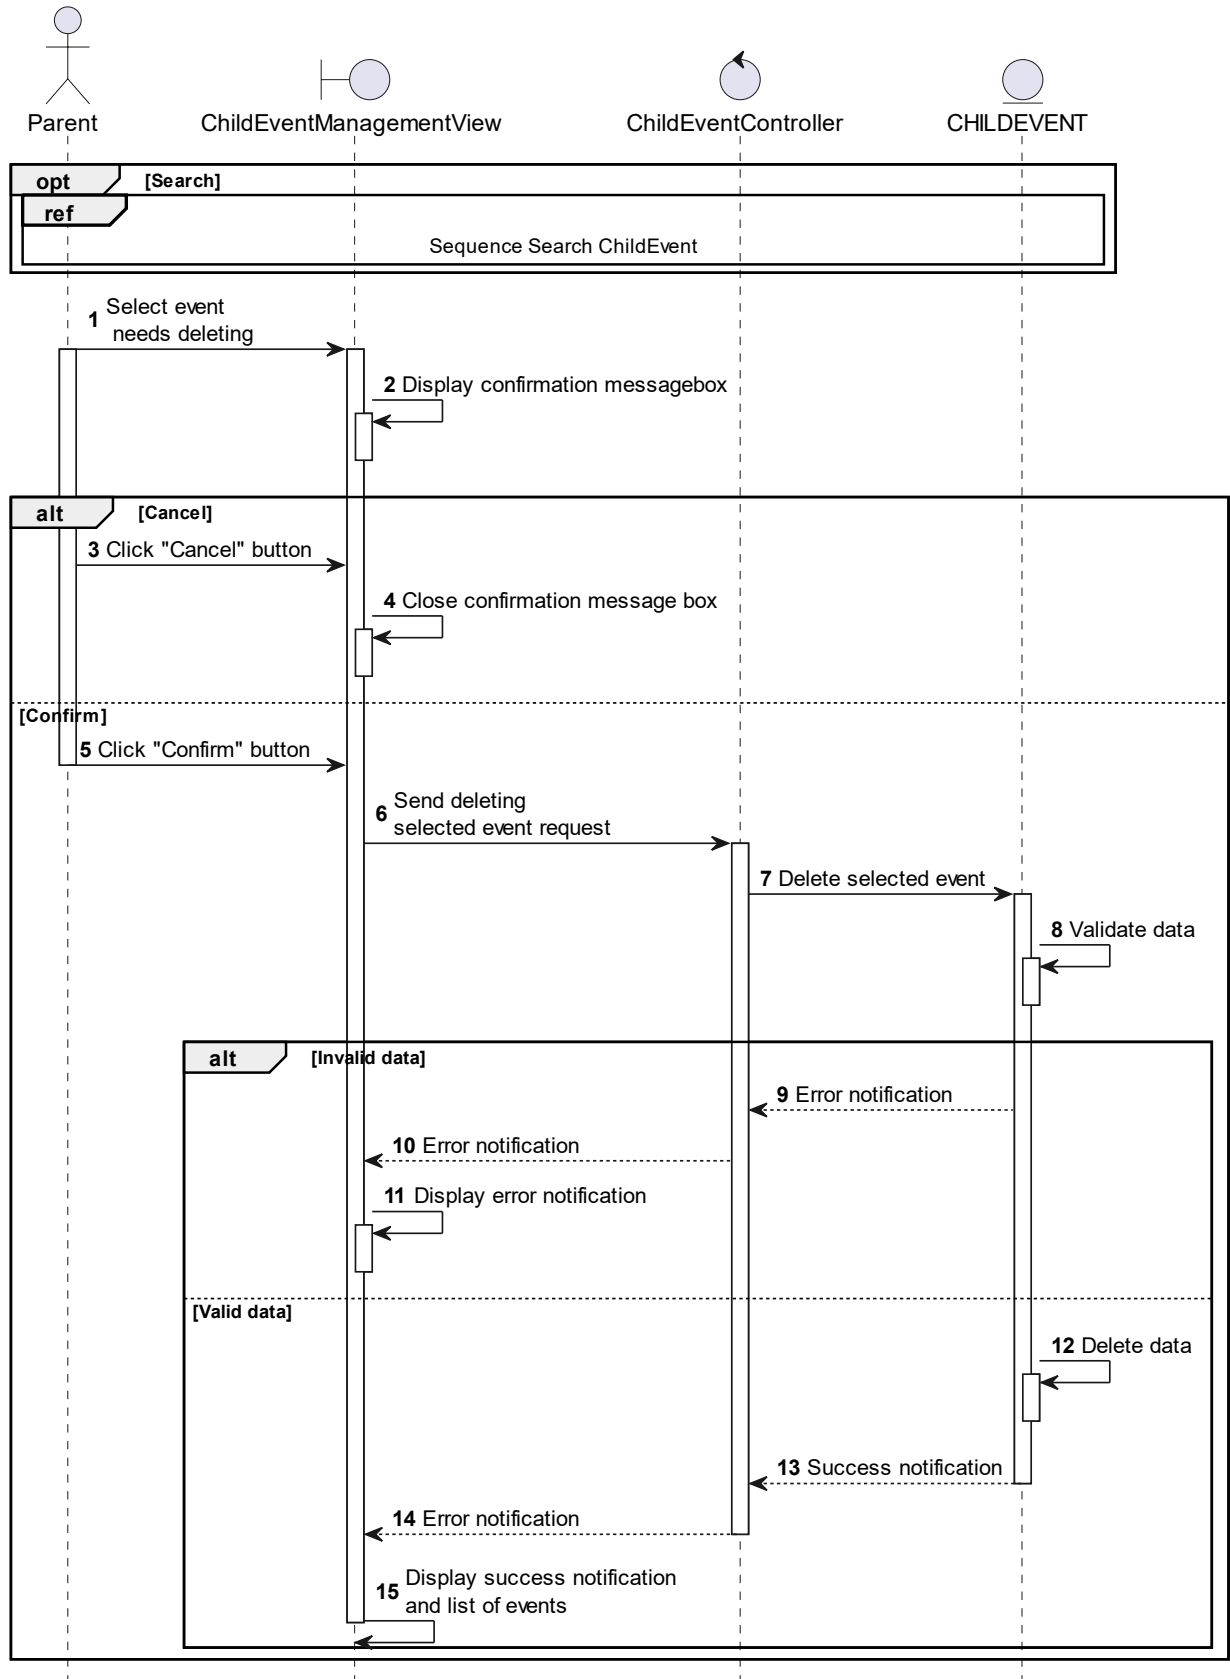 Parent
ChildEventManagementView
ChildEventController
CHILDEVENT
opt
[Search]
ref
Sequence Search ChildEvent
1 Select event
needs deleting
2 Display confirmation messagebox
alt
[Cancel]
3 Click "Cancel" button
4 Close confirmation message box
[Confirm]
5 Click "Confirm" button
6 Send deleting
selected event request
7 Delete selected event
8 Validate data
alt
[Invalid data]
9 Error notification
10 Error notification
11 Display error notification
[Valid data]
12 Delete data
13 Success notification
14 Error notification
15 Display success notification
and list of events